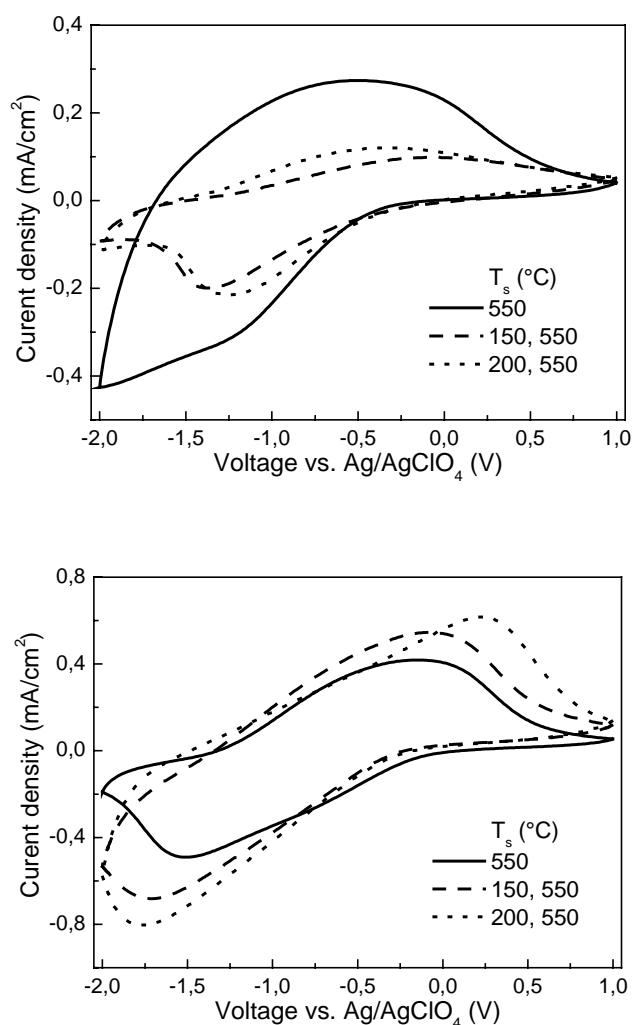 0,4
0,2
0,0
-0,2
-0,4
Curent density (mA/cm²)
T_s (°C)
550
150, 550
200, 550
-2,0 -1,5 -1,0 -0,5 0,0 0,5 1,0
Voltage vs. Ag/AgClO₄ (V)
0,8
0,4
0,0
-0,4
-0,8
Curent density (mA/cm²)
T_s (°C)
550
150, 550
200, 550
-2,0 -1,5 -1,0 -0,5 0,0 0,5 1,0
Voltage vs. Ag/AgClO₄ (V)